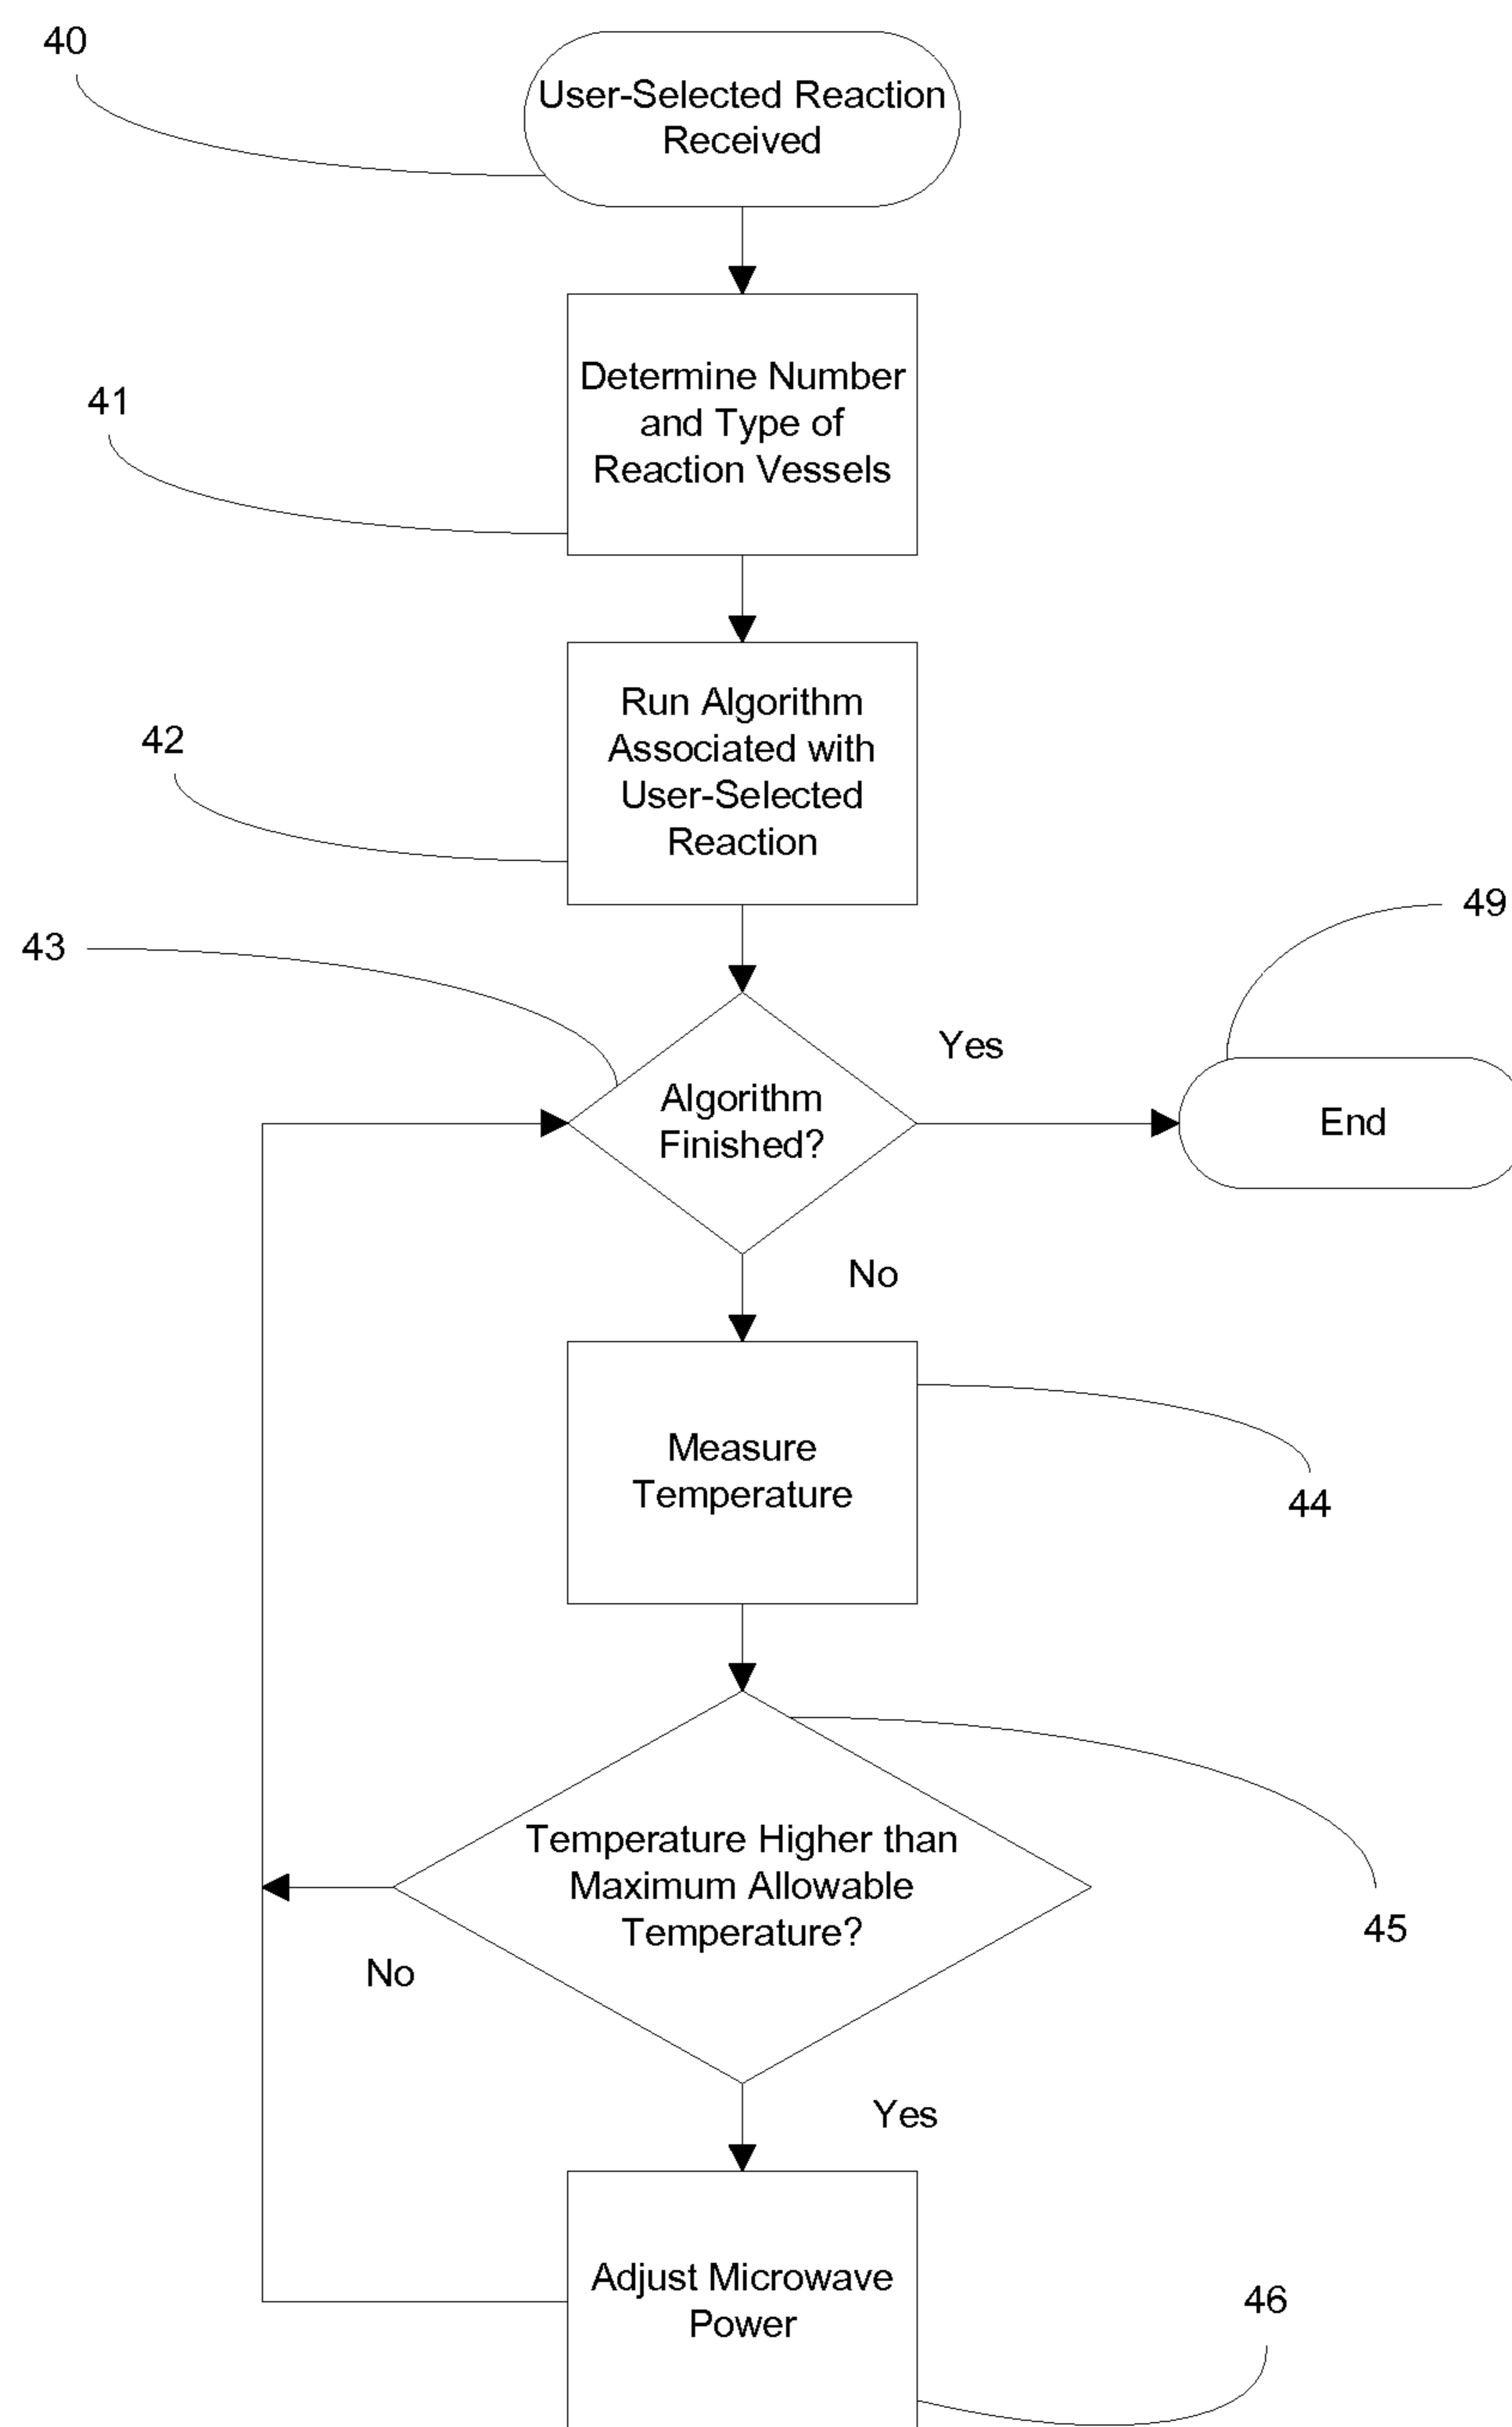 40
User-Selected Reaction
Received
41
Determine Number
and Type of
Reaction Vessels
42
Run Algorithm
Associated with
User-Selected
Reaction
43
49
Yes
Algorithm
Finished?
End
No
Measure
Temperature
44
Temperature Higher than
Maximum Allowable
Temperature?
45
No
Yes
Adjust Microwave
Power
46